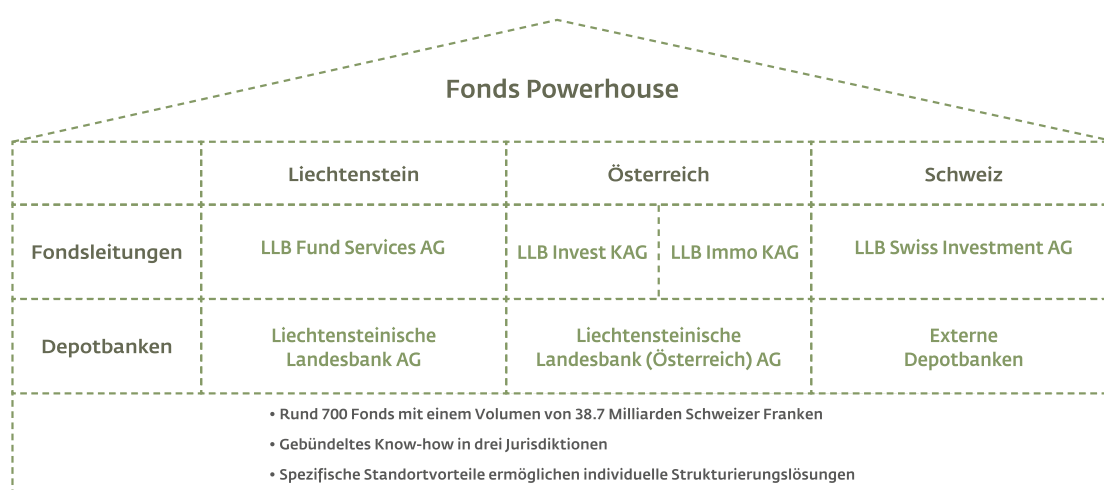 Fonds Powerhouse
Liechtenstein
Österreich
Schweiz
Fondsleitungen
LLB Fund Services AG
LLB Invest KAG
LLB Immo KAG
LLB Swiss Investment AG
Depotbanken
Liechtensteinische
Landesbank AG
Liechtensteinische
Landesbank (Österreich) AG
Externe
Depotbanken
• Rund 700 Fonds mit einem Volumen von 38.7 Milliarden Schweizer Franken
• Gebündeltes Know-how in drei Jurisdiktionen
• Spezifische Standortvorteile ermöglichen individuelle Strukturierungslösungen